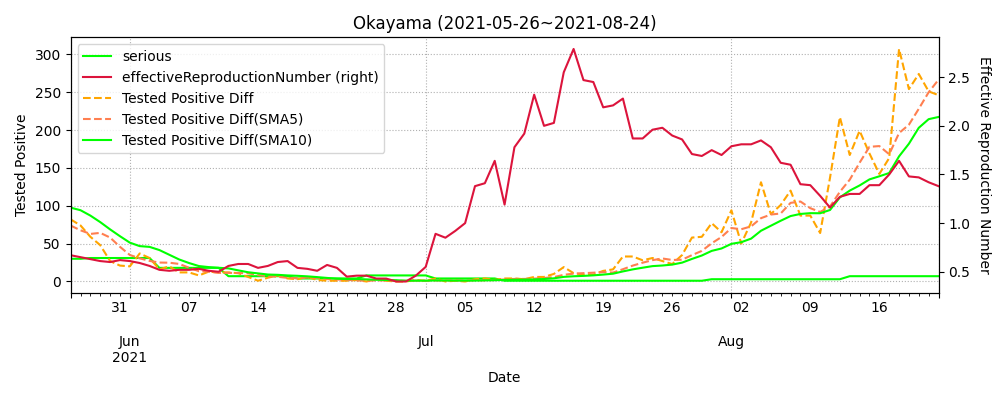 Okayama (2021-05-26~2021-08-24)
serious
effectiveReproductionNumber (right)
Tested Positive Diff
Tested Positive Diff(SMA5)
Tested Positive Diff(SMA10)
Tested Positive
300
250
200
150
100
50
0
2.5
2.0
1.5
1.0
0.5
Effective Reproduction Number
31 07 14 21 28 05 12 19 26 02 09 16
Jun Jul Aug
2021
Date